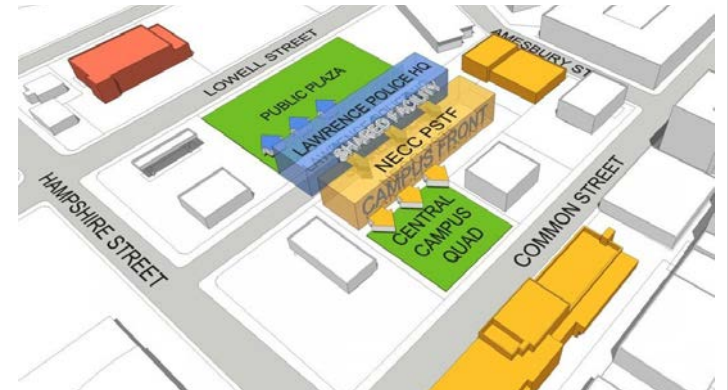 LOWELL STREET
AMESBURY ST
PUBLIC PLAZA
LAWRENCE POLICE HQ
SHARED FACILITY
NECC PSTF
CAMPUS FRONT
CENTRAL
CAMPUS
QUAD
HAMPSHIRE STREET
COMMON STREET